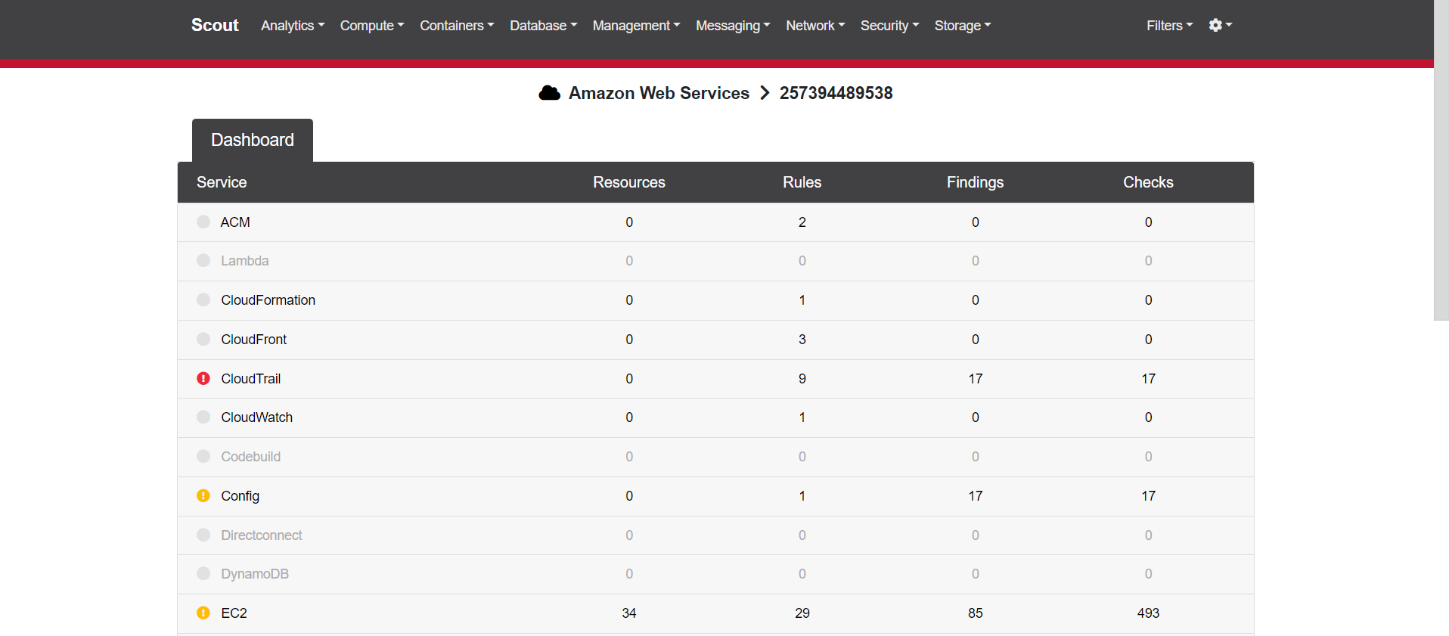 Scout Analytics Compute Containers Database Management Messaging Network Security Storage Filters
Amazon Web Services 257394489538
Dashboard
Service Resources Rules Findings Checks
ACM 0 2 0 0
Lambda 0 0 0 0
CloudFormation 0 1 0 0
CloudFront 0 3 0 0
CloudTrail 0 9 17 17
CloudWatch 0 1 0 0
Codebuild 0 0 0 0
Config 0 1 17 17
Directconnect 0 0 0 0
DynamoDB 0 0 0 0
EC2 34 29 85 493